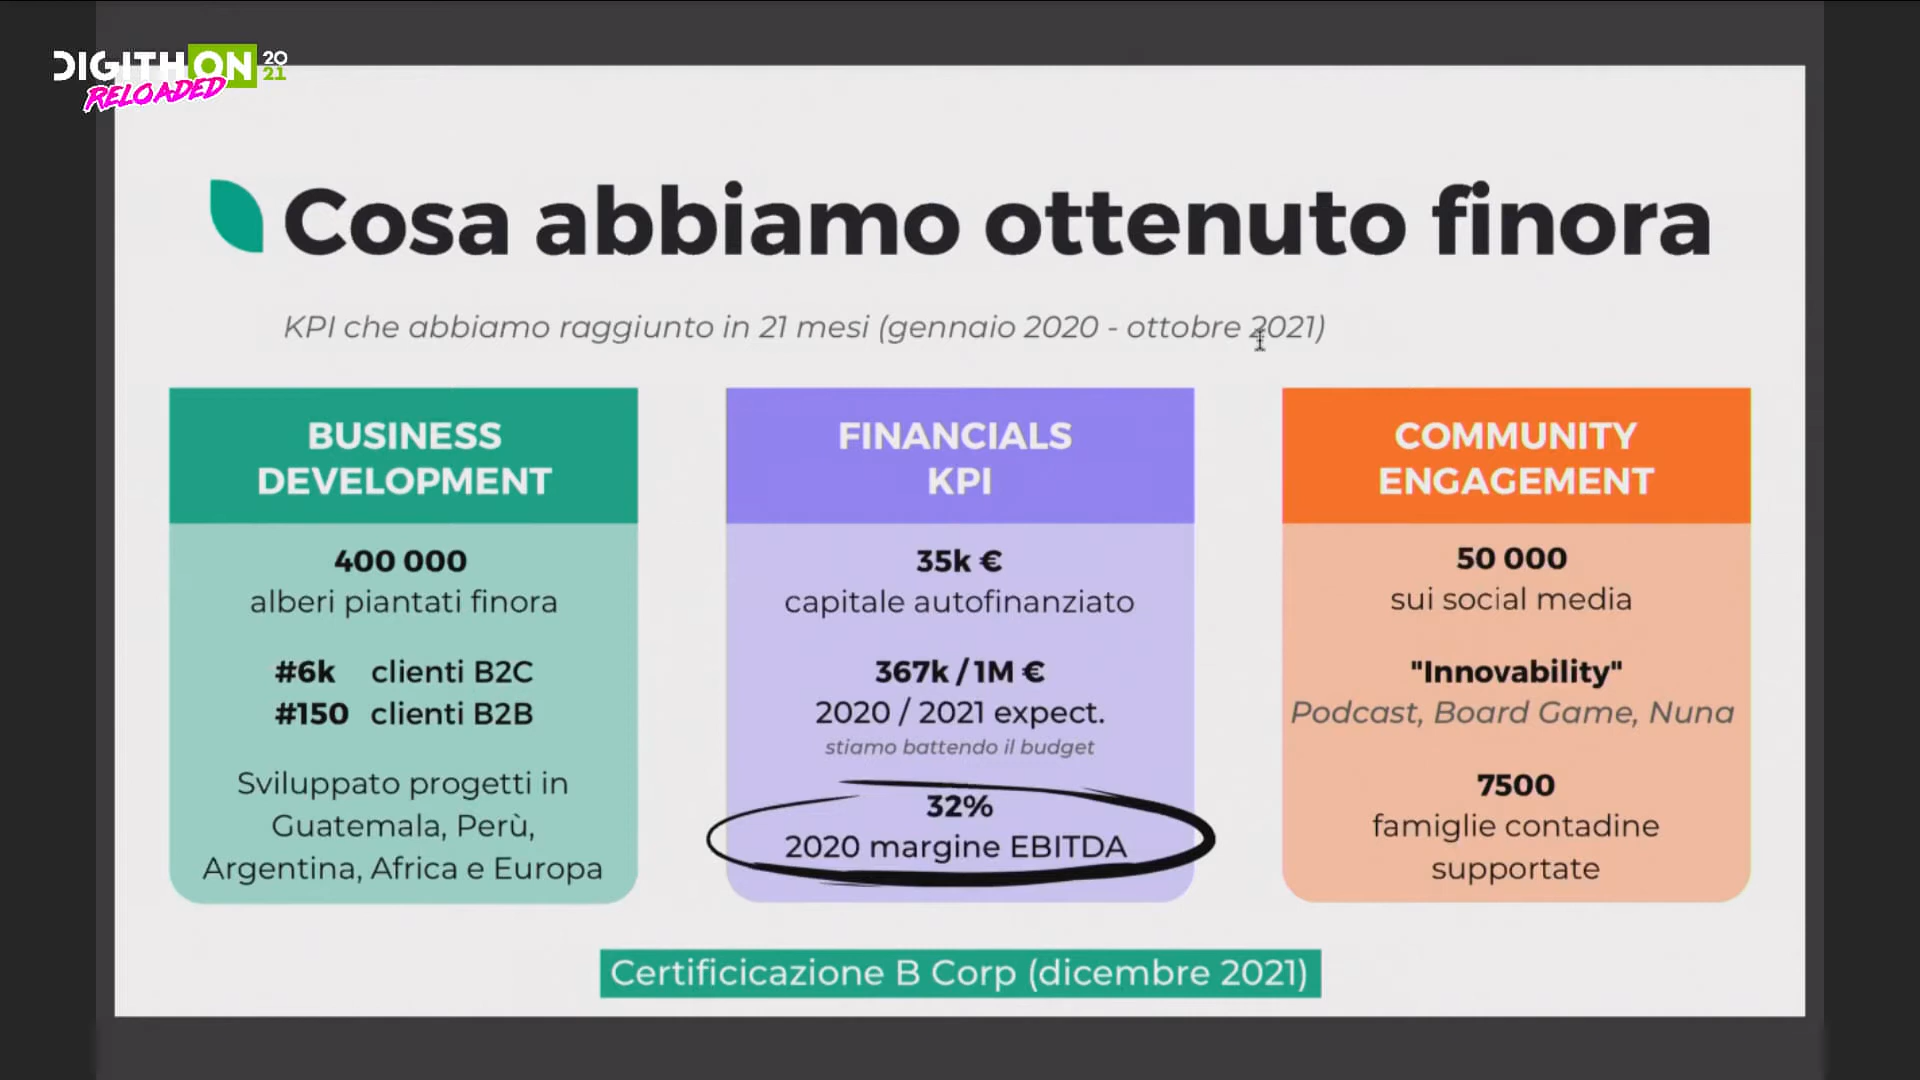 DIGITHON 2021
RELOADED
Cosa abbiamo ottenuto finora
KPI che abbiamo raggiunto in 21 mesi (gennaio 2020 - ottobre 2021)
BUSINESS
DEVELOPMENT
400 000
alberi piantati finora
#6k clienti B2C
#150 clienti B2B
Sviluppato progetti in
Guatemala, Perù,
Argentina, Africa e Europa
FINANCIALS
KPI
35k €
capitale autofinanziato
367k / 1M €
2020 / 2021 expect.
stiamo battendo il budget
32%
2020 margine EBITDA
COMMUNITY
ENGAGEMENT
50 000
sui social media
"Innovability"
Podcast, Board Game, Nuna
7500
famiglie contadine
supportate
Certificicazione B Corp (dicembre 2021)